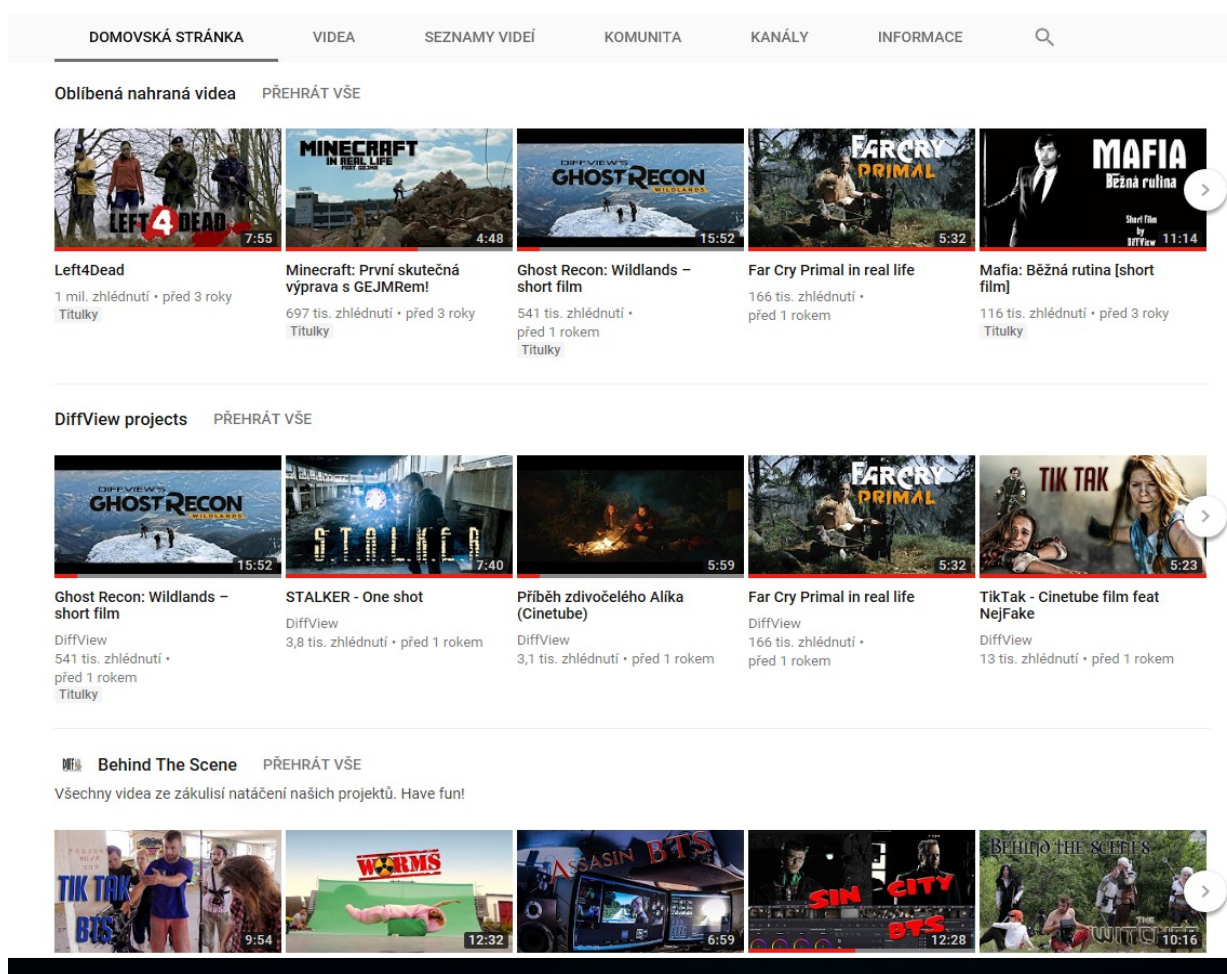 DOMOVSKÁ STRÁNKA VIDEA SEZNAMY VIDEÍ KOMUNITA KANÁLY INFORMACE
Oblíbená nahraná videa PŘEHRÁT VŠE
LEFT 4 DEAD
7:55
MINECRAFT
IN REAL LIFE
FEAT GEJMR
4:48
DIFFVIEW'S
GHOST RECON
WILDLANDS
15:52
FARCRY
PRIMAL
5:32
MAFIA
Běžná rutina
Short Film
by
DiffView
11:14
Left4Dead
1 mil. zhlédnutí • před 3 roky
Titulky
Minecraft: První skutečná
výprava s GEJMRem!
697 tis. zhlédnutí • před 3 roky
Titulky
Ghost Recon: Wildlands –
short film
541 tis. zhlédnutí •
před 1 rokem
Titulky
Far Cry Primal in real life
166 tis. zhlédnutí •
před 1 rokem
Mafia: Běžná rutina [short
film]
116 tis. zhlédnutí • před 3 roky
Titulky
DiffView projects PŘEHRÁT VŠE
DIFFVIEW'S
GHOST RECON
WILDLANDS
15:52
S.T.A.L.K.E.R
7:40
5:59
FARCRY
PRIMAL
5:32
TIK TAK
5:23
Ghost Recon: Wildlands –
short film
DiffView
541 tis. zhlédnutí •
před 1 rokem
Titulky
STALKER - One shot
DiffView
3,8 tis. zhlédnutí • před 1 rokem
Příběh zdivočelého Alíka
(Cinetube)
DiffView
3,1 tis. zhlédnutí • před 1 rokem
Far Cry Primal in real life
DiffView
166 tis. zhlédnutí •
před 1 rokem
TikTak - Cinetube film feat
NejFake
DiffView
13 tis. zhlédnutí • před 1 rokem
Behind The Scene PŘEHRÁT VŠE
Všechny videa ze zákulisí natáčení našich projektů. Have fun!
TIK TAK
BTS
9:54
WORMS
12:32
ASSASIN BTS
6:59
SIN CITY
BTS
12:28
BEHIND THE SCENES
THE
WITCHER
10:16